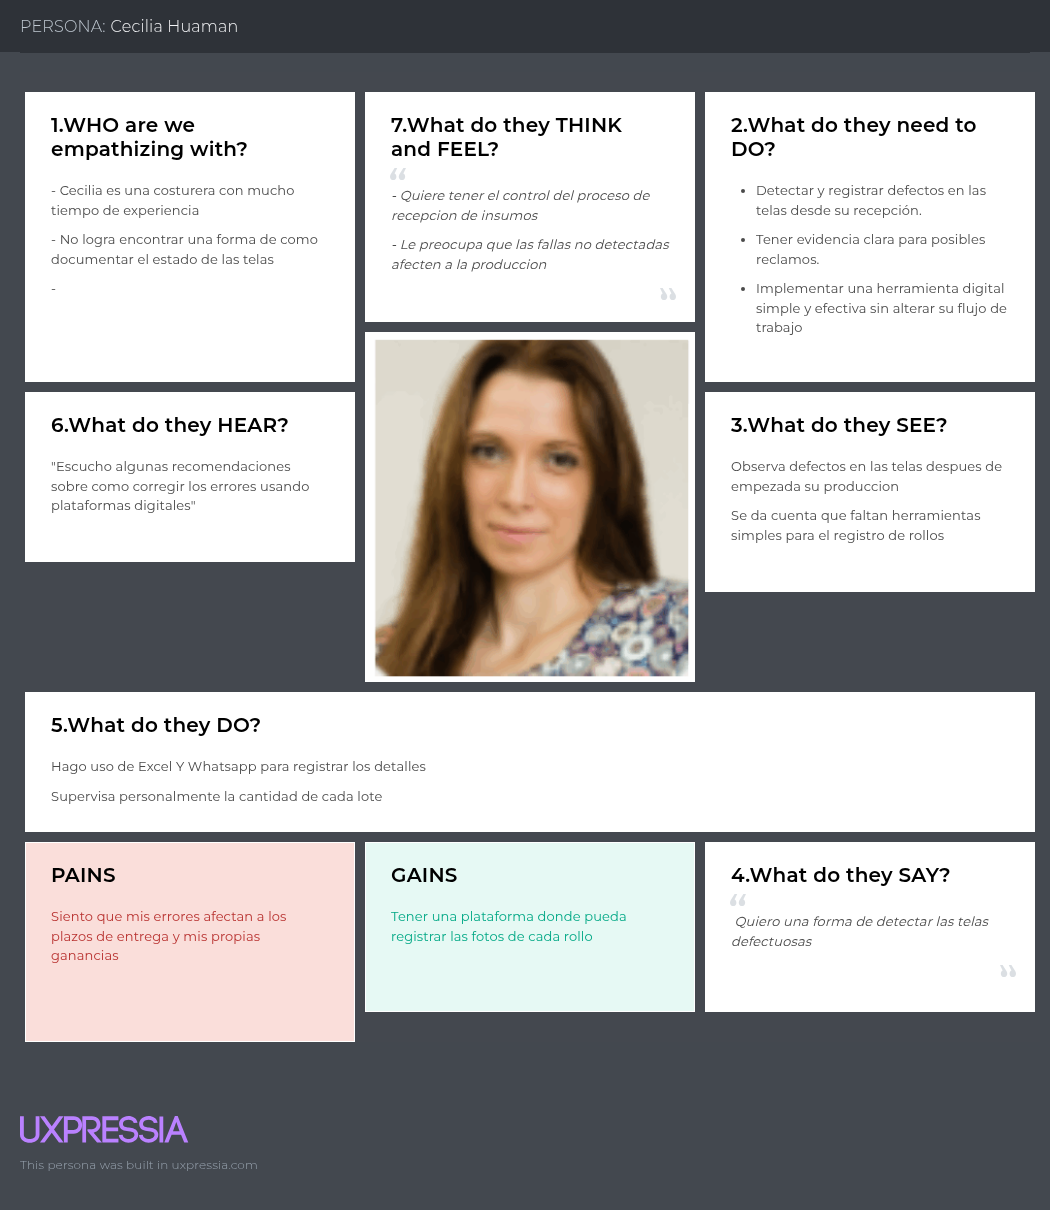 PERSONA: Cecilia Huaman
1.WHO are we
empathizing with?
- Cecilia es una costurera con mucho
tiempo de experiencia
- No logra encontrar una forma de como
documentar el estado de las telas
-
7.What do they THINK
and FEEL?
“
- Quiere tener el control del proceso de
recepcion de insumos
- Le preocupa que las fallas no detectadas
afecten a la produccion
”
2.What do they need to
DO?
• Detectar y registrar defectos en las
telas desde su recepción.
• Tener evidencia clara para posibles
reclamos.
• Implementar una herramienta digital
simple y efectiva sin alterar su flujo de
trabajo
6.What do they HEAR?
"Escucho algunas recomendaciones
sobre como corregir los errores usando
plataformas digitales"
3.What do they SEE?
Observa defectos en las telas despues de
empezada su produccion
Se da cuenta que faltan herramientas
simples para el registro de rollos
5.What do they DO?
Hago uso de Excel Y Whatsapp para registrar los detalles
Supervisa personalmente la cantidad de cada lote
PAINS
Siento que mis errores afectan a los
plazos de entrega y mis propias
ganancias
GAINS
Tener una plataforma donde pueda
registrar las fotos de cada rollo
4.What do they SAY?
“
Quiero una forma de detectar las telas
defectuosas
”
UXPRESSIA
This persona was built in uxpressia.com